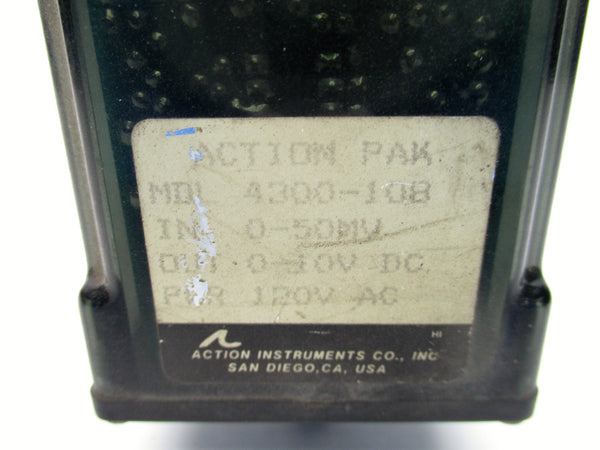 ACTION PAK
MDL 4300-108
IN 0-50MV
OUT 0-10V DC
PWR 120V AC
HI
ACTION INSTRUMENTS CO., INC
SAN DIEGO, CA, USA